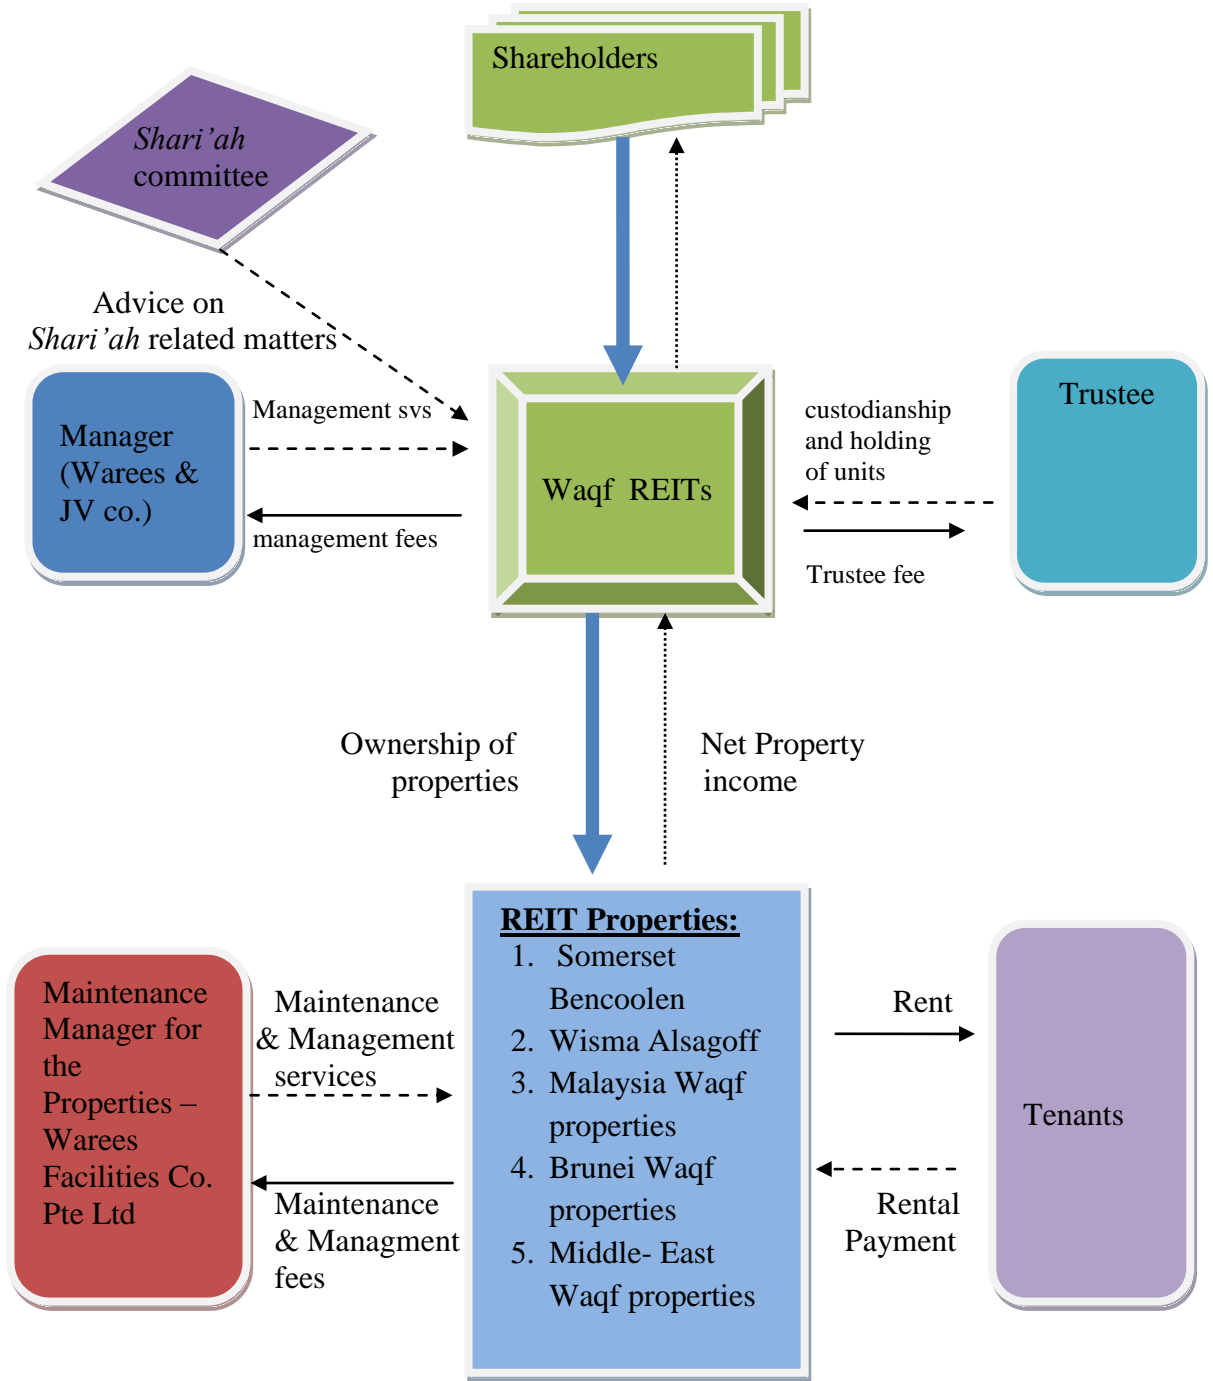 Shareholders
Shari’ah
committee
Advice on
Shari’ah related matters
Manager
(Warees &
JV co.)
Management svs
management fees
Waqf REITs
custodianship
and holding
of units
Trustee fee
Trustee
Ownership of
properties
Net Property
income
Maintenance
Manager for
the
Properties –
Warees
Facilities Co.
Pte Ltd
Maintenance
& Management
services
Maintenance
& Managment
fees
REIT Properties:
1. Somerset
Bencoolen
2. Wisma Alsagoff
3. Malaysia Waqf
properties
4. Brunei Waqf
properties
5. Middle- East
Waqf properties
Rent
Rental
Payment
Tenants